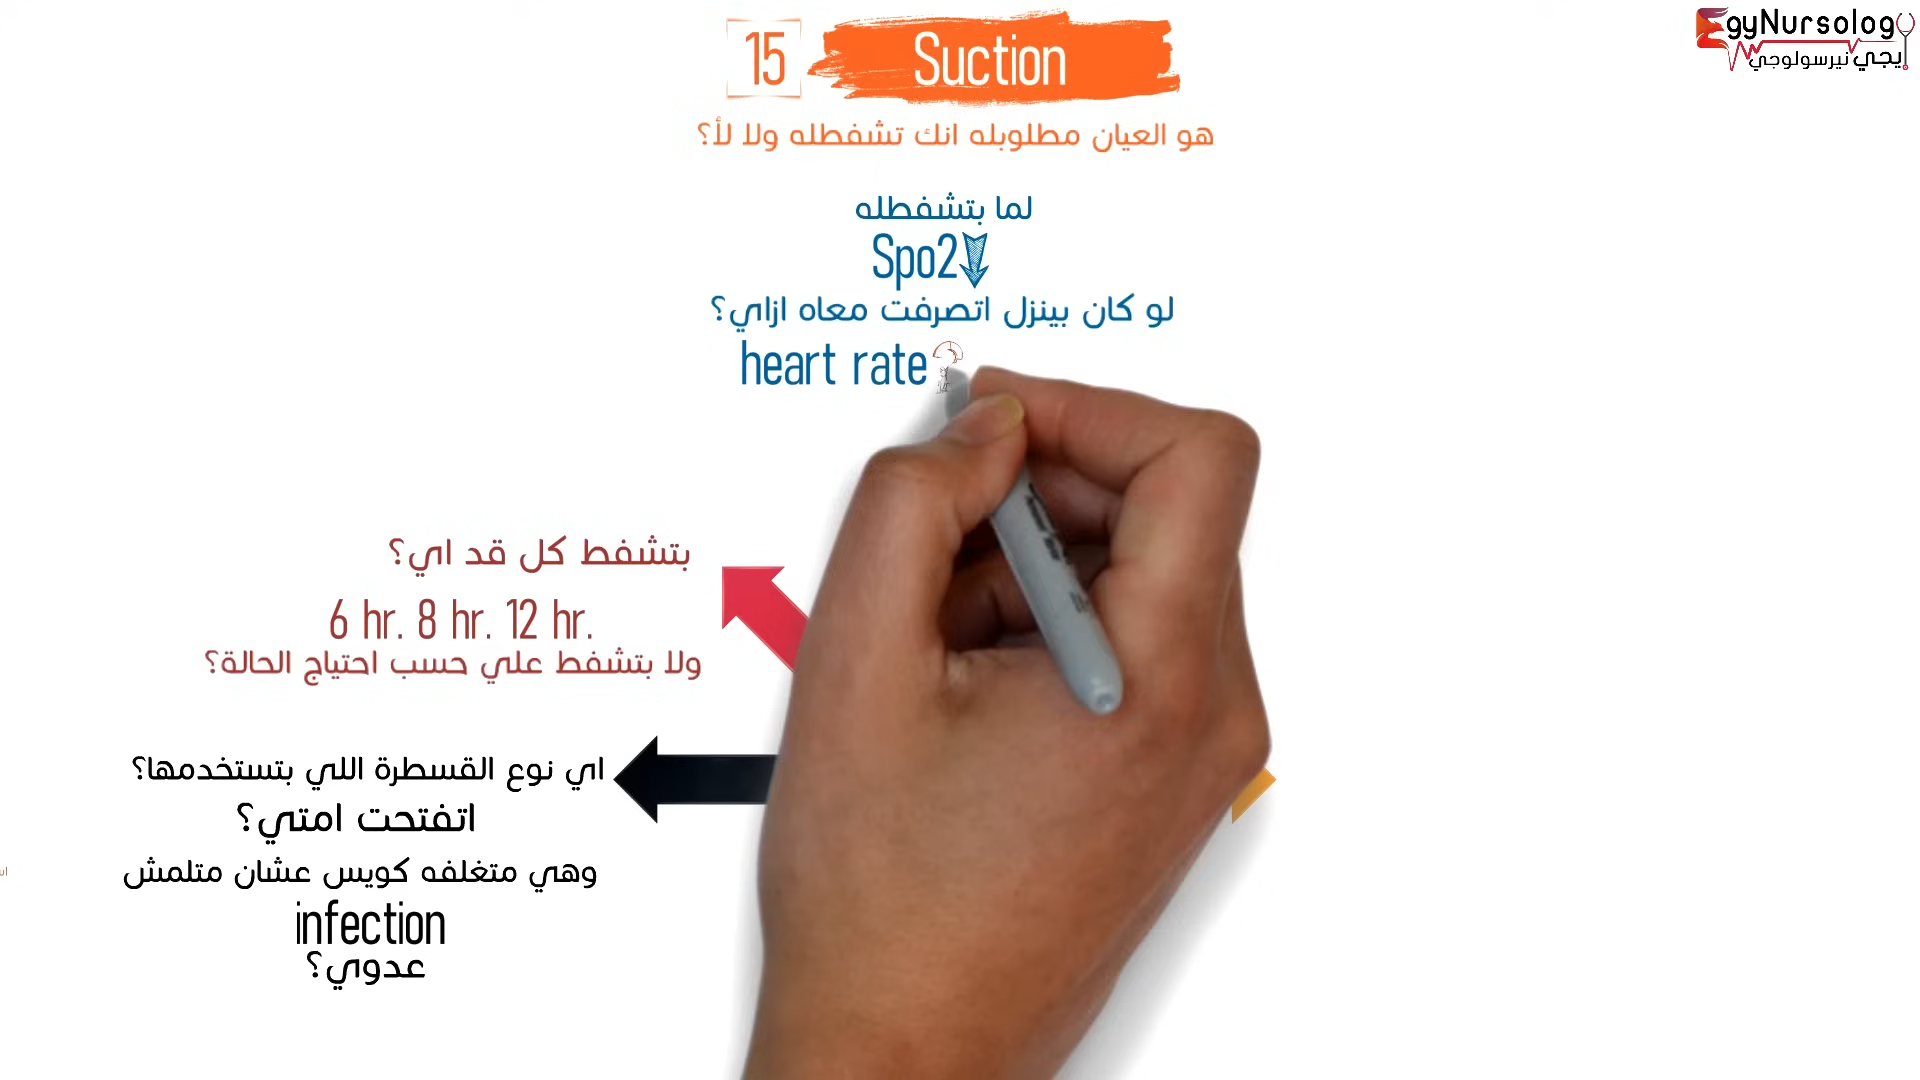 EgyNursology
إيجي نيرسولوجي
15 Suction
هو العيان مطلوبله انك تشفطله ولا لأ؟
لما بتشفطله
Spo2
لو كان بينزل اتصرفت معاه ازاي؟
heart rate
بتشفط كل قد اي؟
6 hr. 8 hr. 12 hr.
ولا بتشفط علي حسب احتياج الحالة؟
اي نوع القسطرة اللي بتستخدمها؟
اتفتحت امتي؟
وهي متغلفه كويس عشان متلمش
infection
عدوي؟